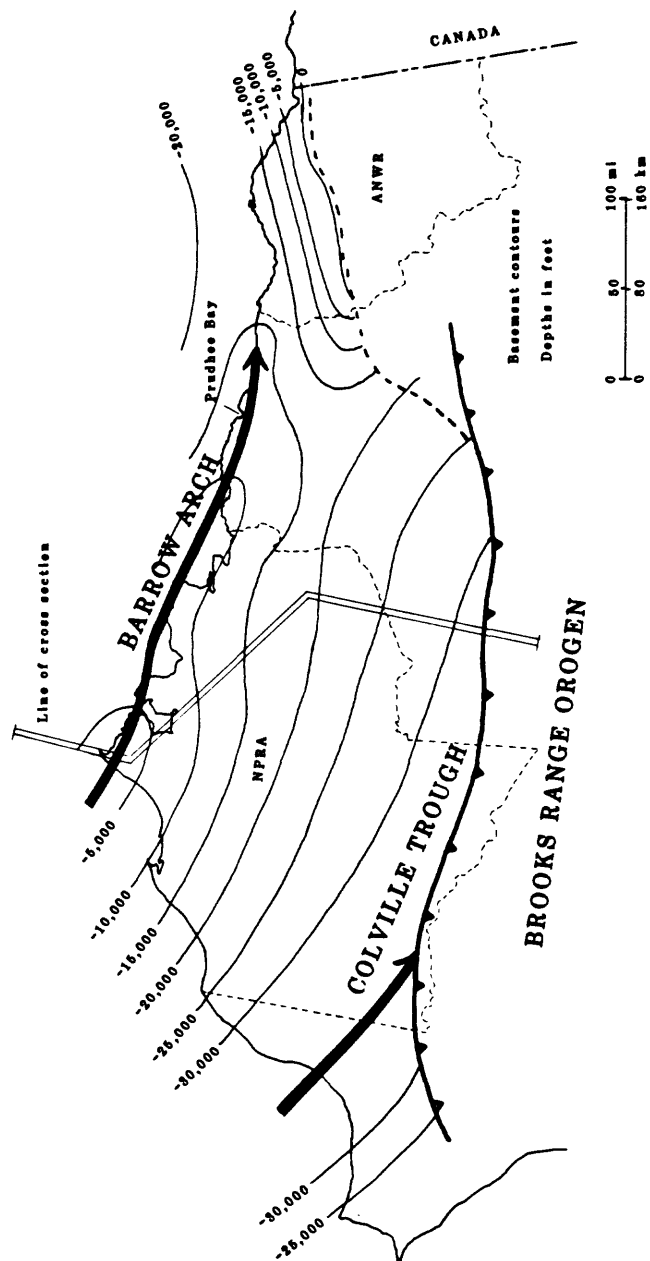 CANADA
-15,000
-10,000
-5,000
-20,000
ANWR
100 mi
160 km
50
80
0
0
Basement contours
Depths in feet
Prudhoe Bay
BARROW ARCH
Line of cross section
NPRA
-5,000
-10,000
-15,000
-20,000
-25,000
-30,000
COLVILLE TROUGH
BROOKS RANGE OROGEN
-30,000
-25,000